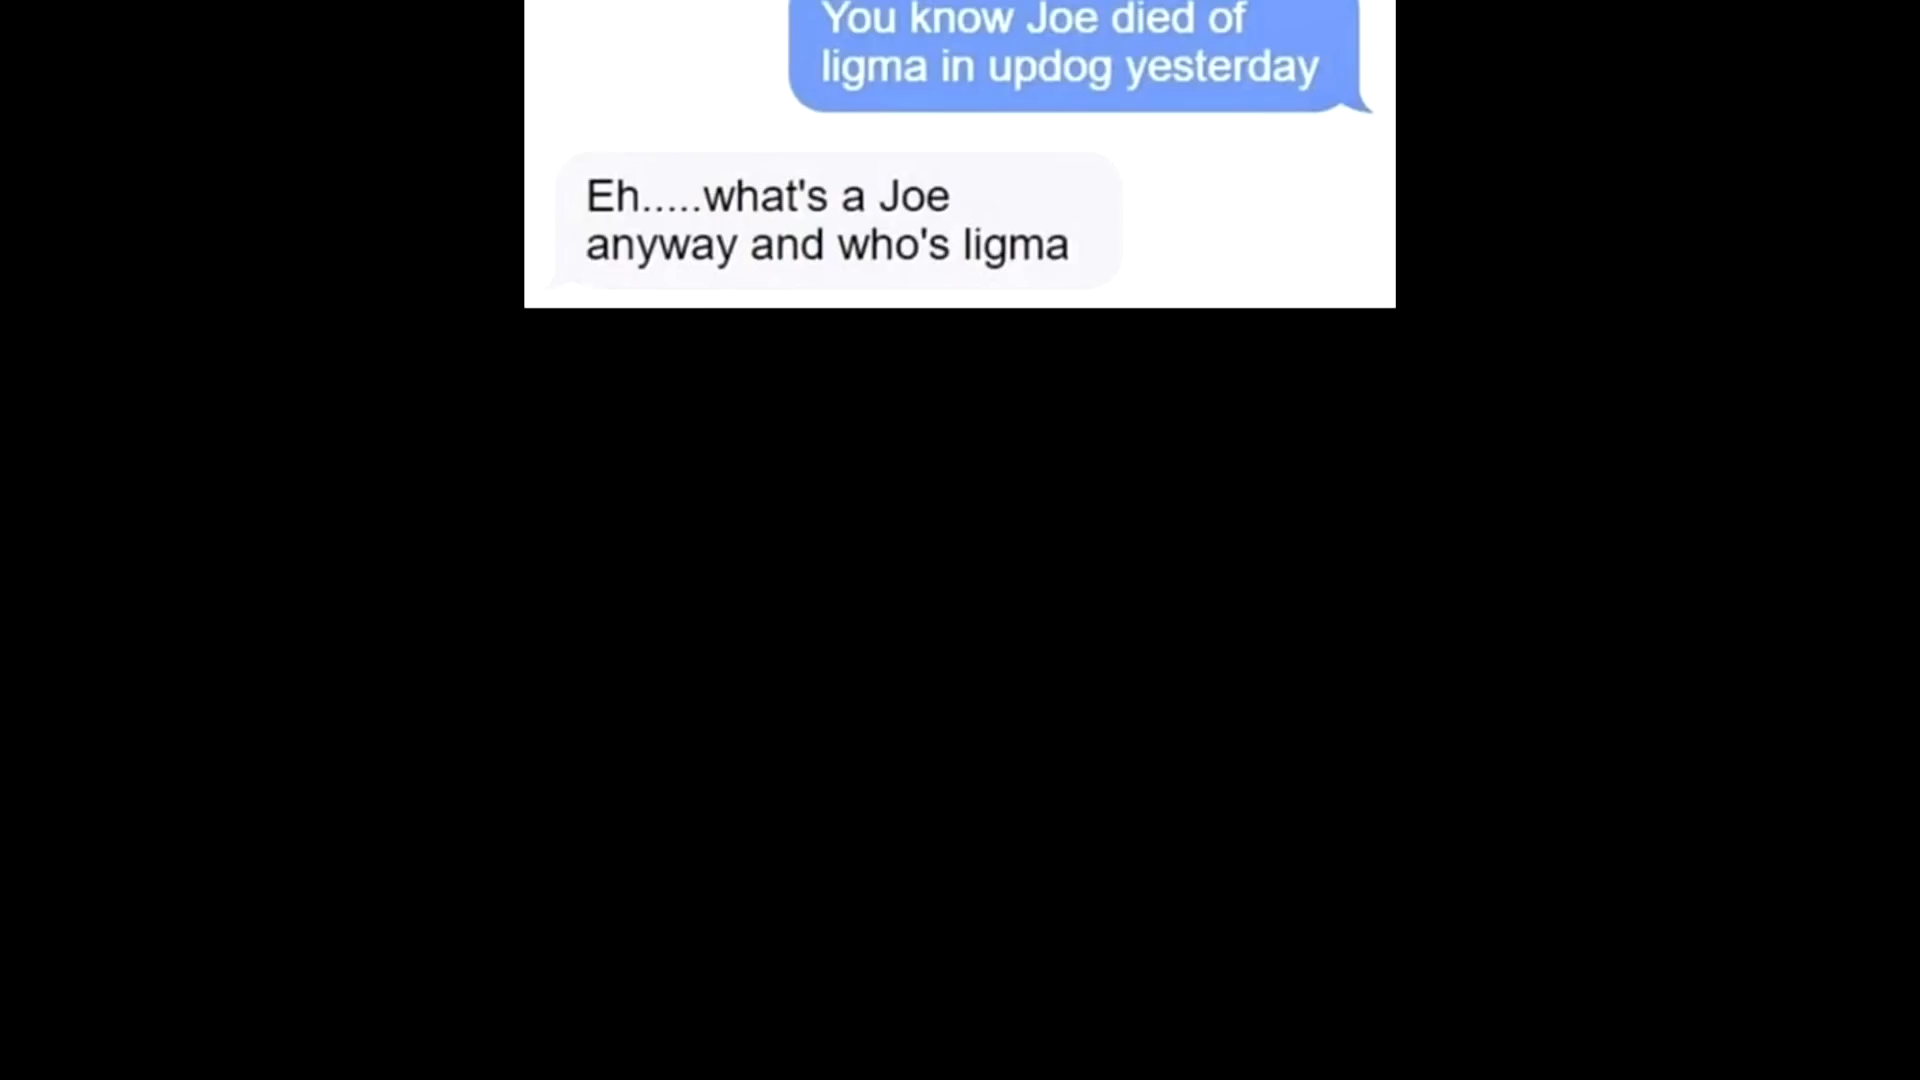 You know Joe died of
ligma in updog yesterday
Eh.....what's a Joe
anyway and who's ligma